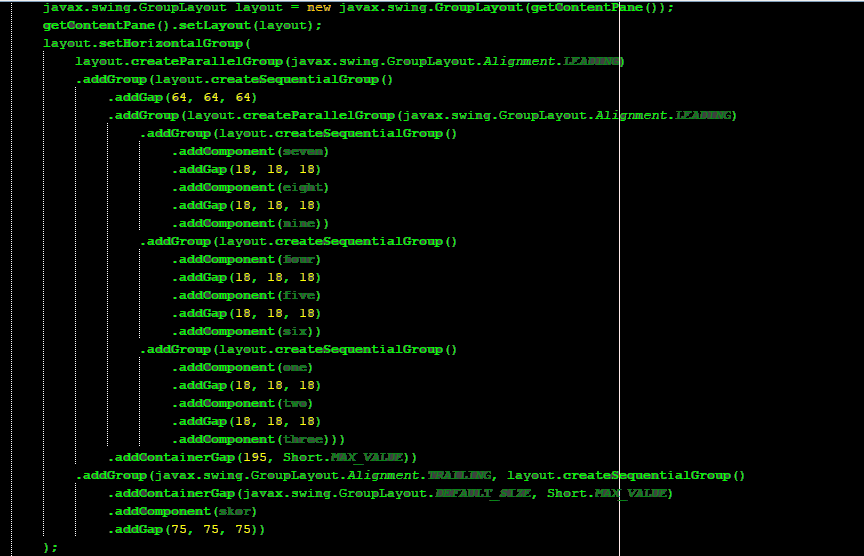 javax.swing.GroupLayout layout = new javax.swing.GroupLayout(getContentPane());
getContentPane().setLayout(layout);
layout.setHorizontalGroup(
layout.createParallelGroup(javax.swing.GroupLayout.Alignment.LEADING)
.addGroup(layout.createSequentialGroup()
.addGap(64, 64, 64)
.addGroup(layout.createParallelGroup(javax.swing.GroupLayout.Alignment.LEADING)
.addGroup(layout.createSequentialGroup()
.addComponent(seven)
.addGap(18, 18, 18)
.addComponent(eight)
.addGap(18, 18, 18)
.addComponent(nine))
.addGroup(layout.createSequentialGroup()
.addComponent(four)
.addGap(18, 18, 18)
.addComponent(five)
.addGap(18, 18, 18)
.addComponent(six))
.addGroup(layout.createSequentialGroup()
.addComponent(one)
.addGap(18, 18, 18)
.addComponent(two)
.addGap(18, 18, 18)
.addComponent(three)))
.addContainerGap(195, Short.MAX_VALUE))
.addGroup(javax.swing.GroupLayout.Alignment.TRAILING, layout.createSequentialGroup()
.addContainerGap(javax.swing.GroupLayout.DEFAULT_SIZE, Short.MAX_VALUE)
.addComponent(skor)
.addGap(75, 75, 75))
);